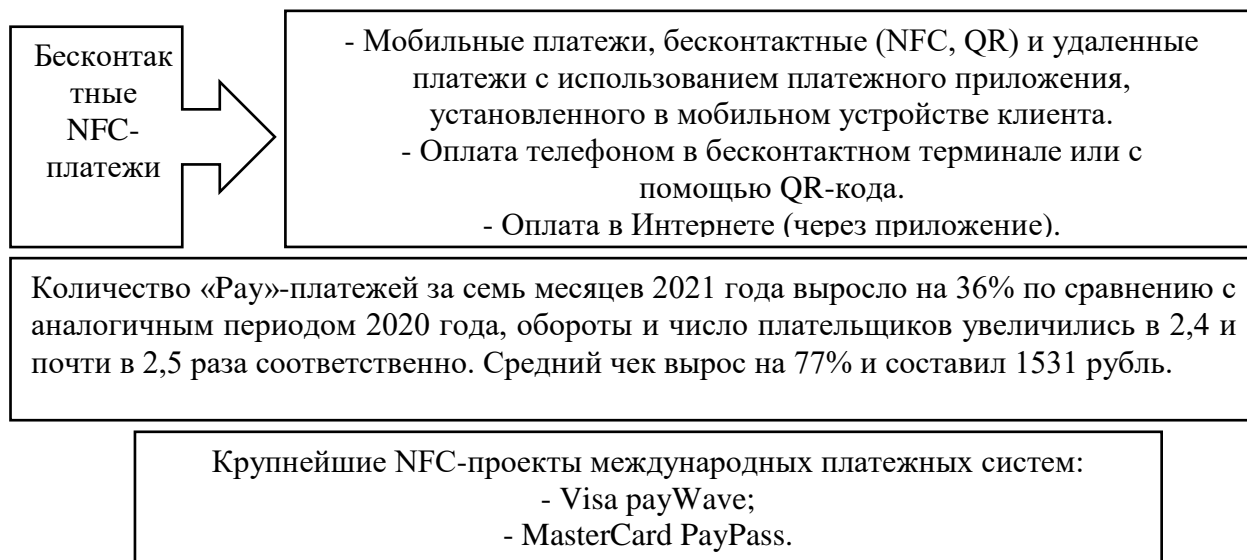 Бесконтак
тные
NFC-
платежи
- Мобильные платежи, бесконтактные (NFC, QR) и удаленные
платежи с использованием платежного приложения,
установленного в мобильном устройстве клиента.
- Оплата телефоном в бесконтактном терминале или с
помощью QR-кода.
- Оплата в Интернете (через приложение).
Количество «Pay»-платежей за семь месяцев 2021 года выросло на 36% по сравнению с
аналогичным периодом 2020 года, обороты и число плательщиков увеличились в 2,4 и
почти в 2,5 раза соответственно. Средний чек вырос на 77% и составил 1531 рубль.
Крупнейшие NFC-проекты международных платежных систем:
- Visa payWave;
- MasterCard PayPass.